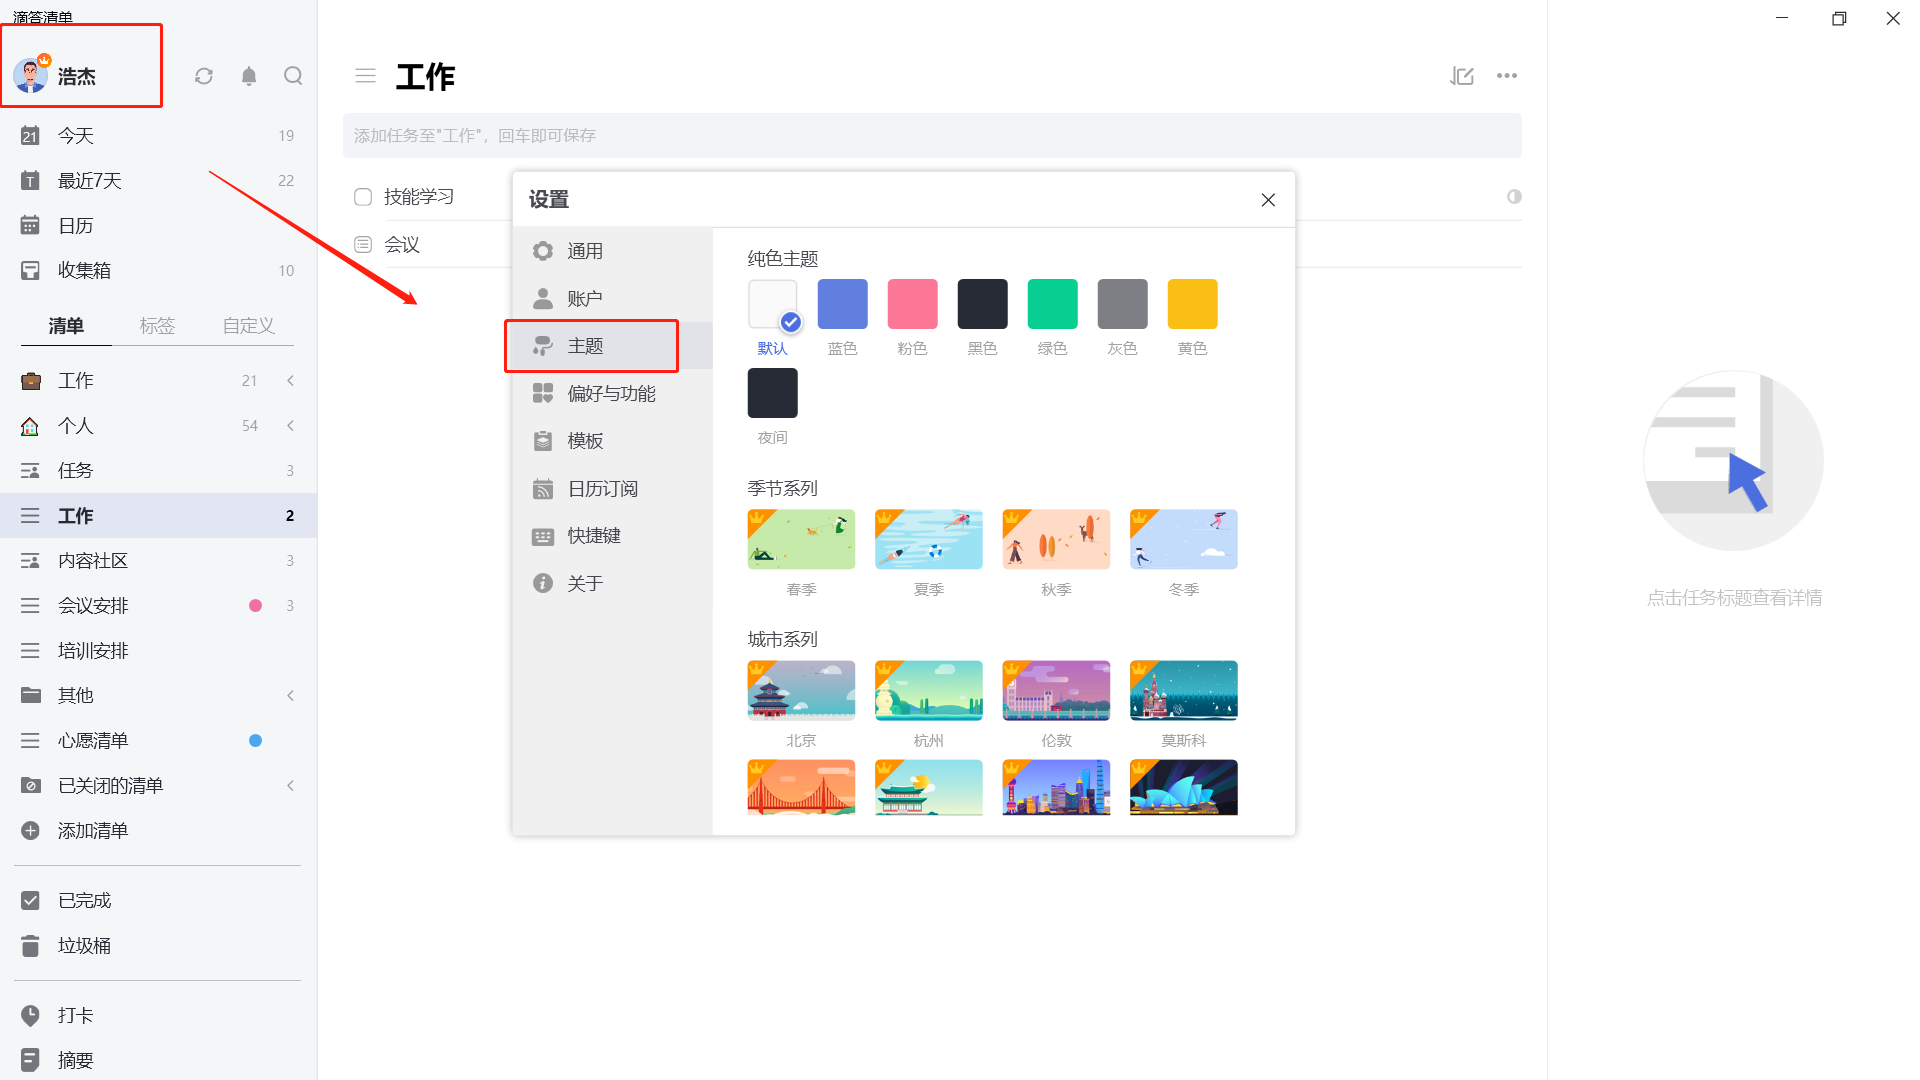 滴答清单
浩杰
今天 19
最近7天 22
日历
收集箱 10
清单 标签 自定义
工作 21
个人 54
任务 3
工作 2
内容社区 3
会议安排 3
培训安排
其他
心愿清单
已关闭的清单
添加清单
已完成
垃圾桶
打卡
摘要
工作
添加任务至"工作"，回车即可保存
技能学习
会议
设置
通用
账户
主题
偏好与功能
模板
日历订阅
快捷键
关于
纯色主题
默认 蓝色 粉色 黑色 绿色 灰色 黄色
夜间
季节系列
春季 夏季 秋季 冬季
城市系列
北京 杭州 伦敦 莫斯科
点击任务标题查看详情